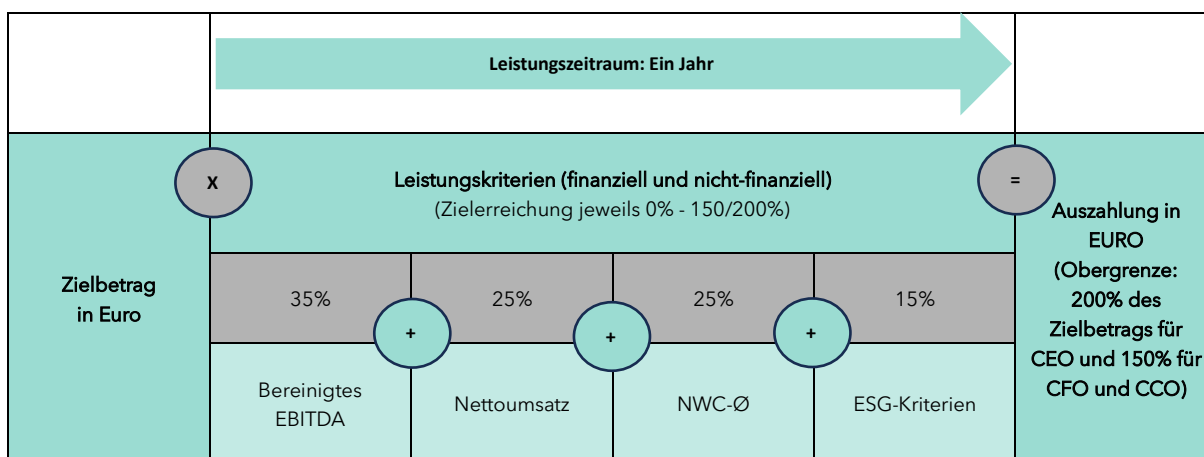 Leistungszeitraum: Ein Jahr
X
Leistungskriterien (finanziell und nicht-finanziell)
(Zielerreichung jeweils 0% - 150/200%)
=
Zielbetrag
in Euro
35%
+
25%
+
25%
+
15%
Bereinigtes
EBITDA
Nettoumsatz
NWC-Ø
ESG-Kriterien
Auszahlung in
EURO
(Obergrenze:
200% des
Zielbetrags für
CEO und 150% für
CFO und CCO)